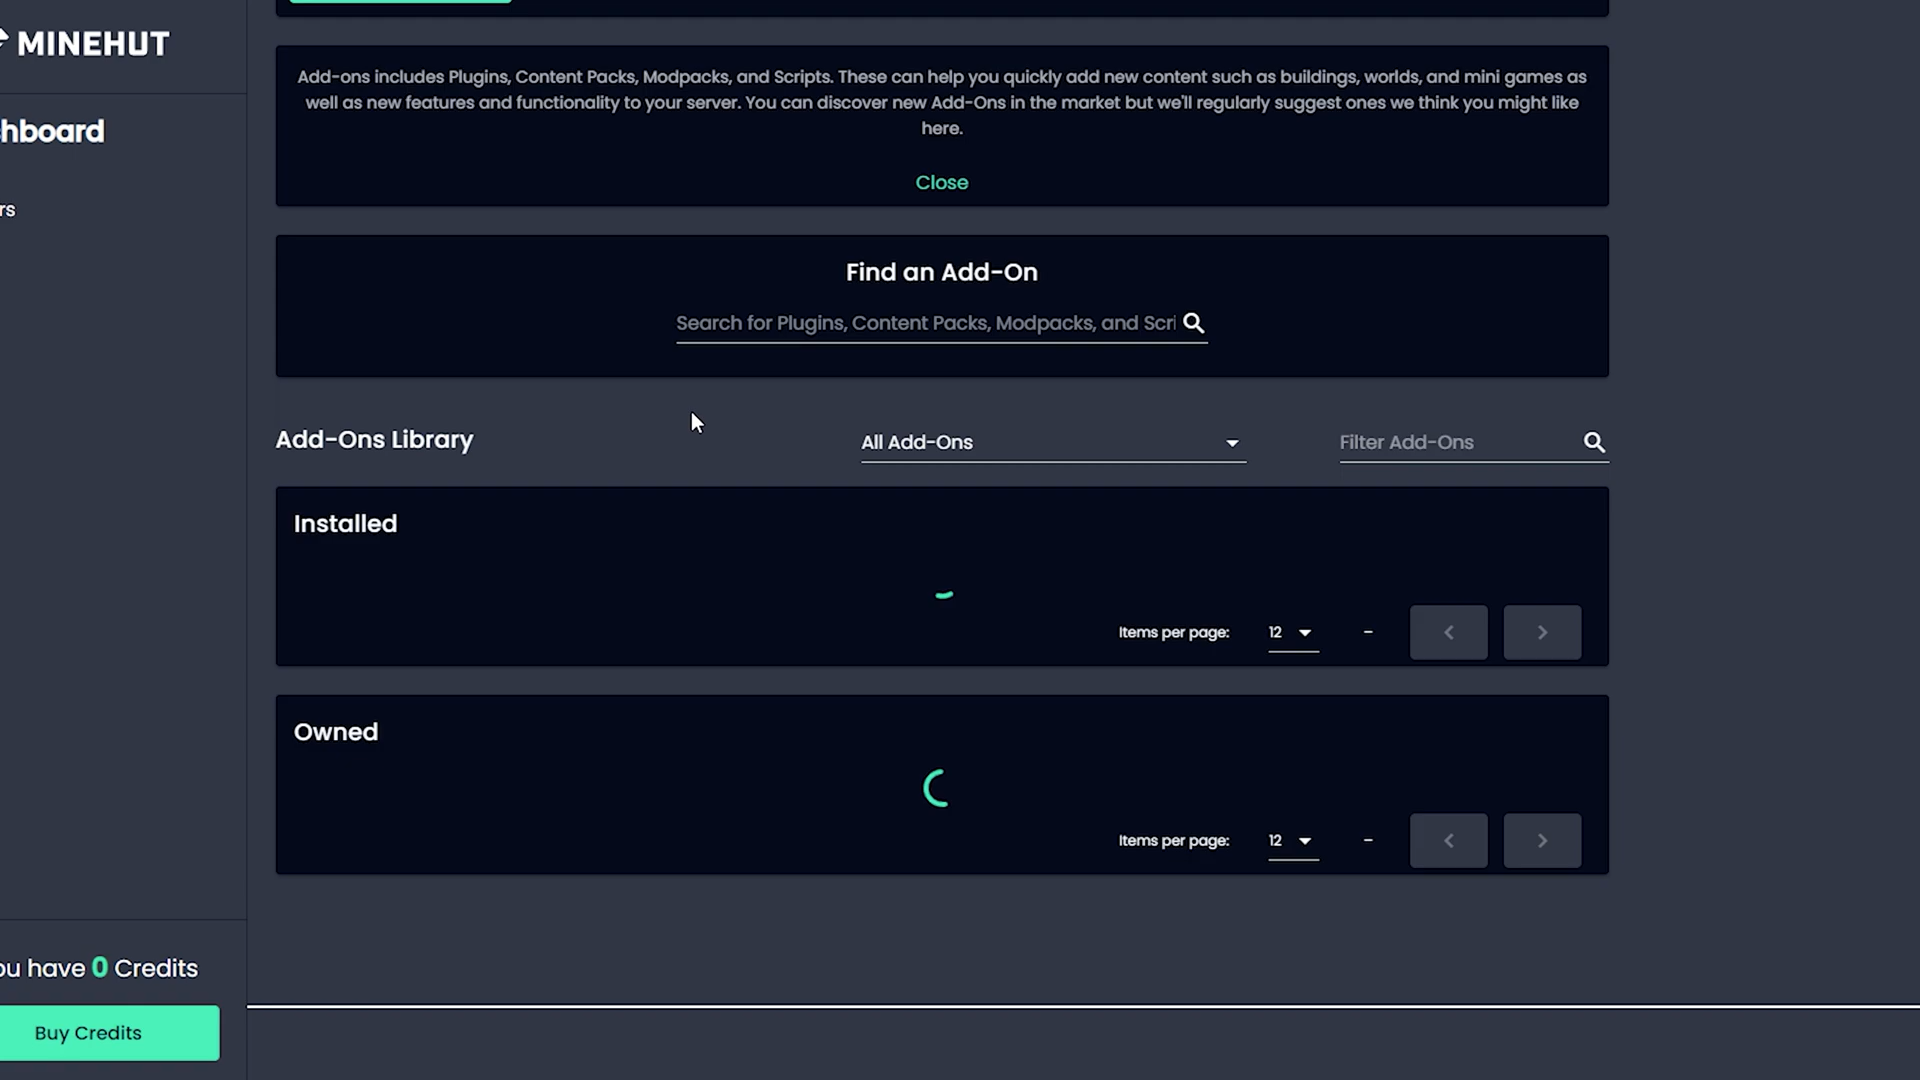 MINEHUT
hboard
rs
Add-ons includes Plugins, Content Packs, Modpacks, and Scripts. These can help you quickly add new content such as buildings, worlds, and mini games as
well as new features and functionality to your server. You can discover new Add-Ons in the market but we'll regularly suggest ones we think you might like
here.
Close
Find an Add-On
Search for Plugins, Content Packs, Modpacks, and Scri
Add-Ons Library
All Add-Ons
Filter Add-Ons
Installed
Items per page: 12 –
Owned
Items per page: 12 –
ou have 0 Credits
Buy Credits